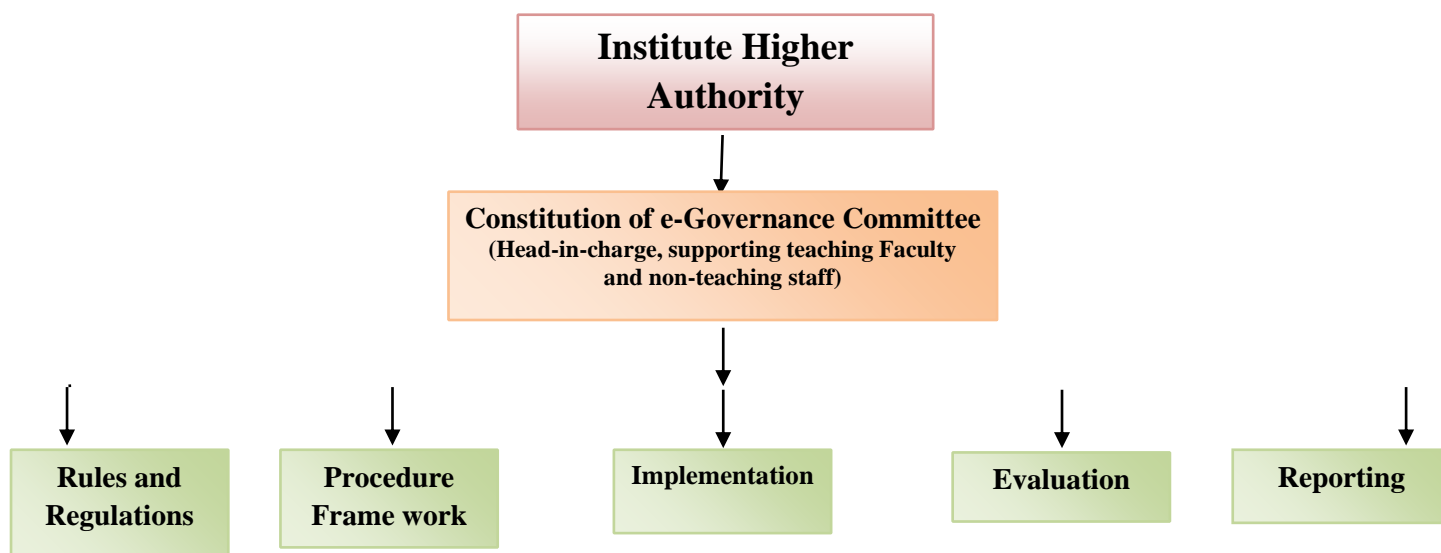 Institute Higher
Authority
Constitution of e-Governance Committee
(Head-in-charge, supporting teaching Faculty
and non-teaching staff)
Rules and
Regulations
Procedure
Frame work
Implementation
Evaluation
Reporting